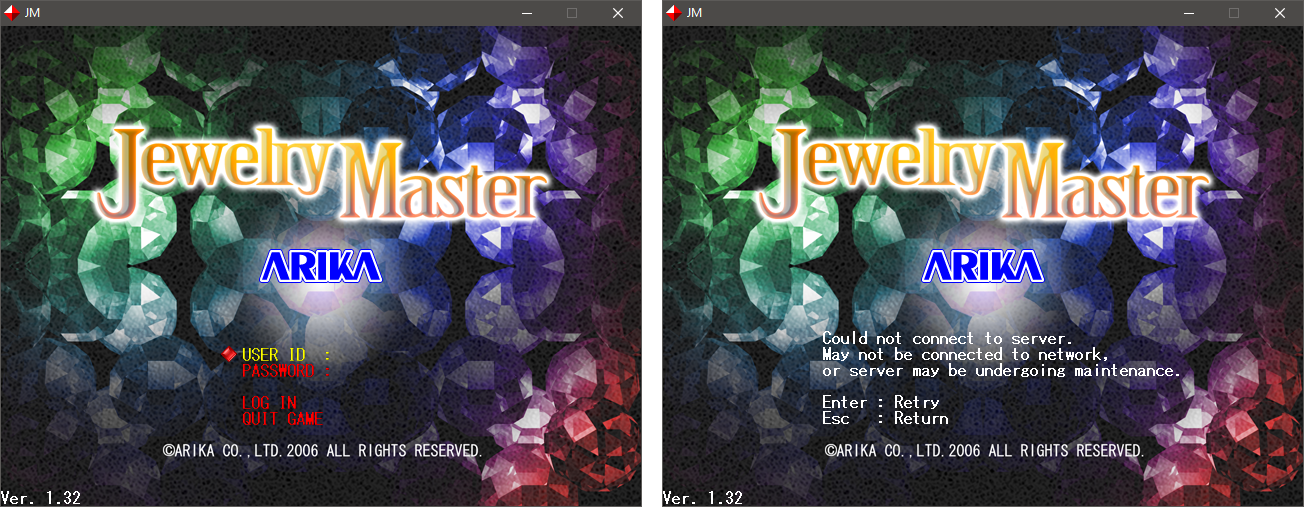 JM
Jewelry Master
ARIKA
USER ID :
PASSWORD :
LOG IN
QUIT GAME
©ARIKA CO.,LTD.2006 ALL RIGHTS RESERVED.
Ver. 1.32
JM
Jewelry Master
ARIKA
Could not connect to server.
May not be connected to network,
or server may be undergoing maintenance.
Enter : Retry
Esc : Return
©ARIKA CO.,LTD.2006 ALL RIGHTS RESERVED.
Ver. 1.32